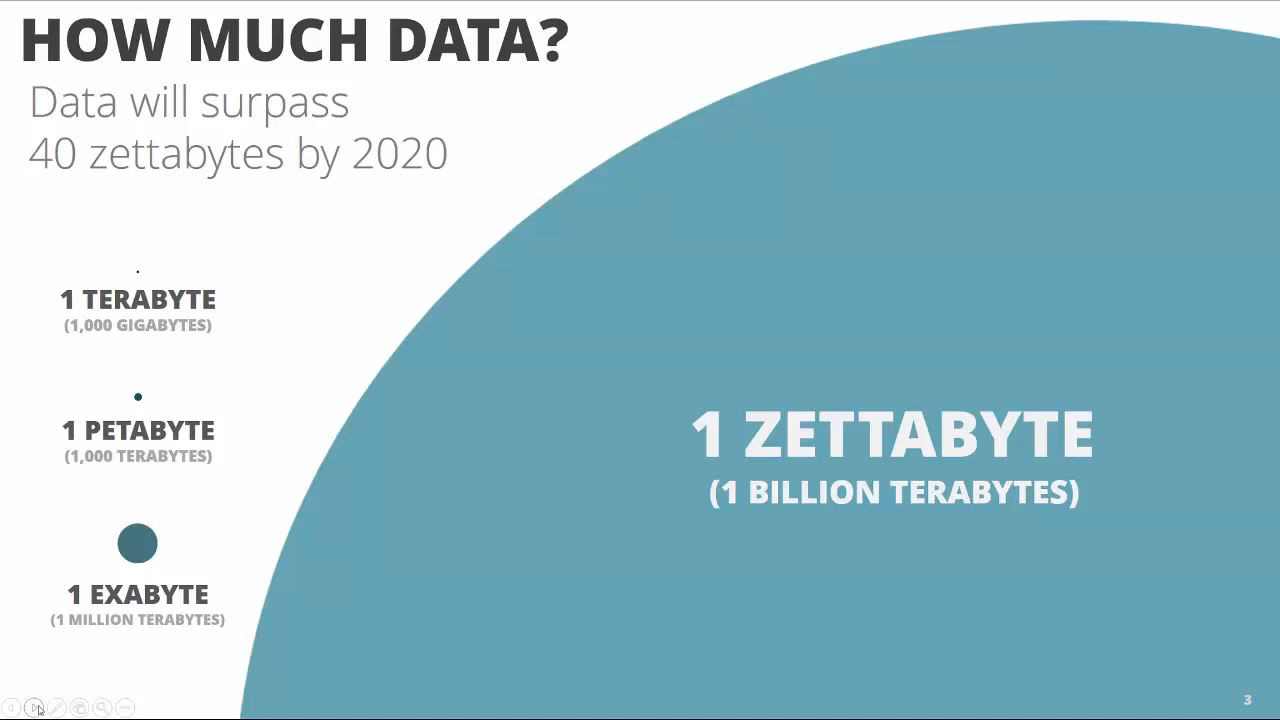 HOW MUCH DATA?
Data will surpass
40 zettabytes by 2020
1 TERABYTE
(1,000 GIGABYTES)
1 PETABYTE
(1,000 TERABYTES)
1 EXABYTE
(1 MILLION TERABYTES)
1 ZETTABYTE
(1 BILLION TERABYTES)
3